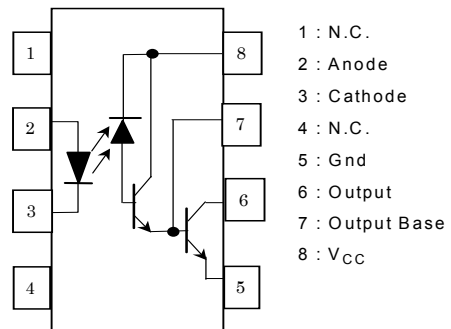 1
2
3
4
8
7
6
5
1 : N.C.
2 : Anode
3 : Cathode
4 : N.C.
5 : Gnd
6 : Output
7 : Output Base
8 : VCC